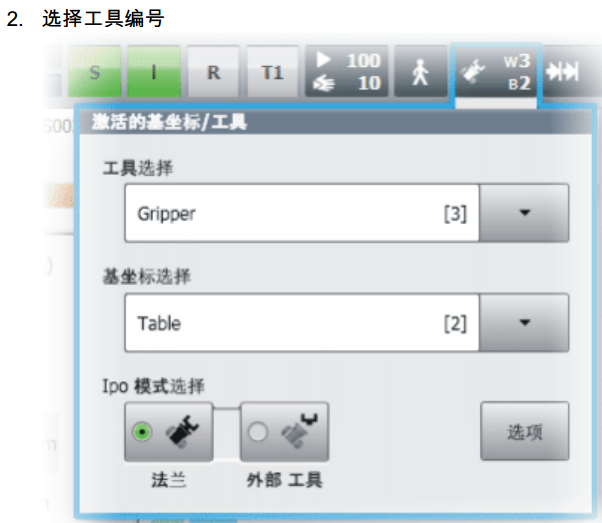 2. 选择工具编号
S I R T1 100 W3
10 B2
激活的基坐标/工具
工具选择
Gripper [3]
基坐标选择
Table [2]
Ipo 模式选择
选项
法兰 外部 工具